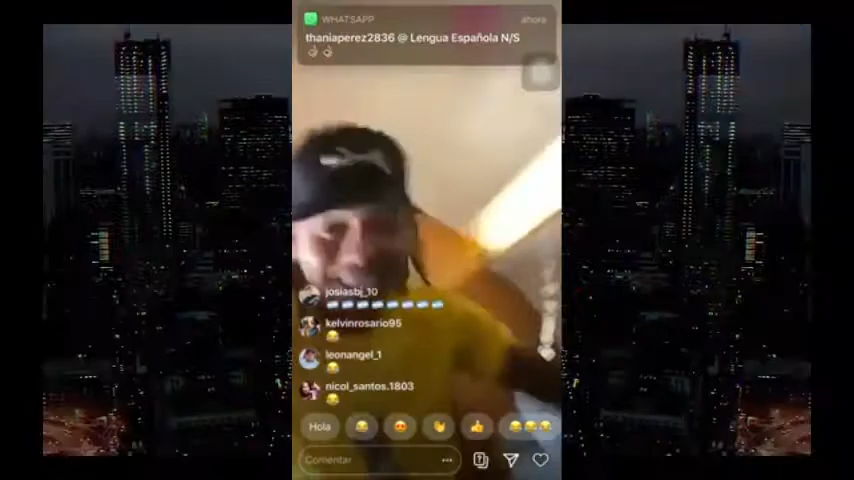 WHATSAPP
ahora
thaniaperez2836 @ Lengua Española N/S
👌🏻 👌🏻
josiasbj_10
kelvinrosario95
😂
leonangel_1
😂
nicol_santos.1803
😂
Hola
Comentar